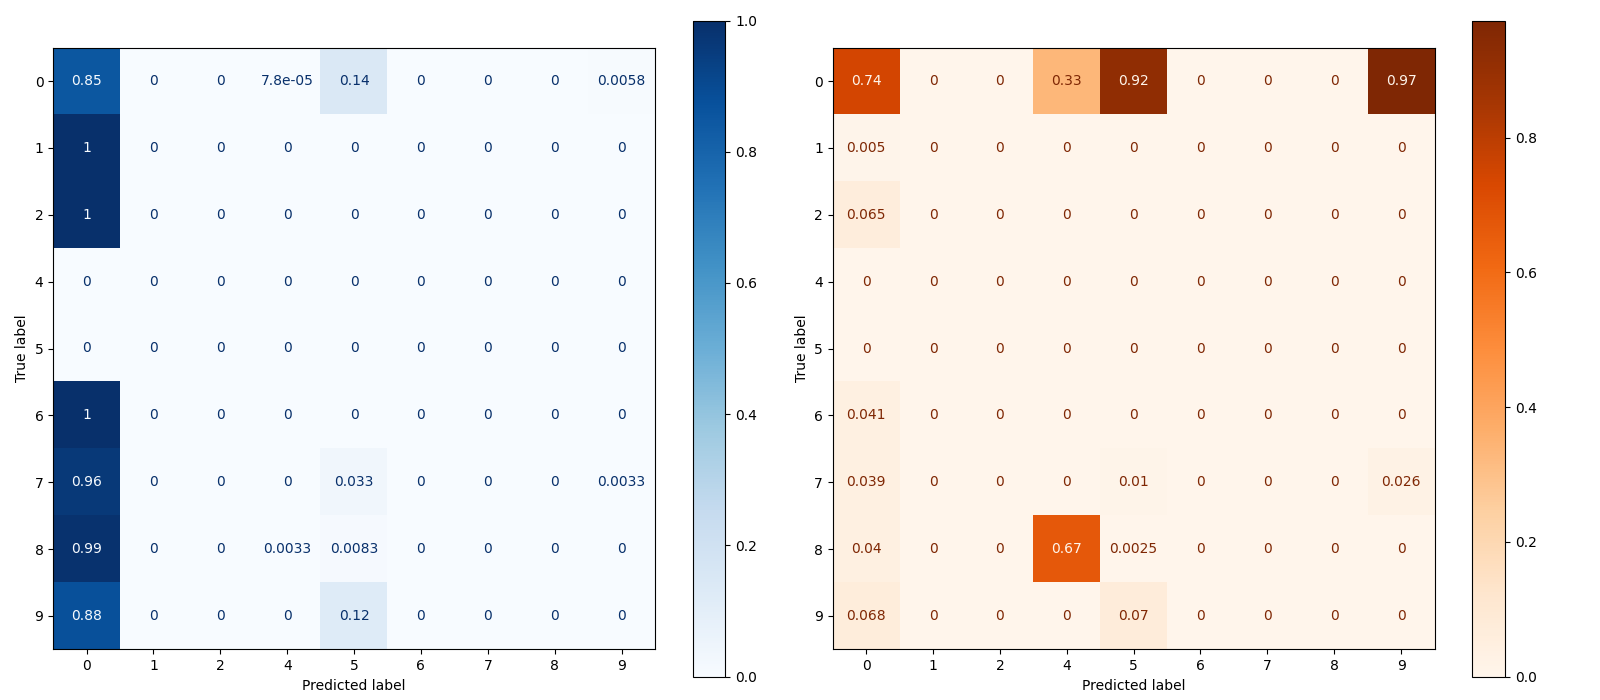 0 0.85 0 0 7.8e-05 0.14 0 0 0 0.0058
1 1 0 0 0 0 0 0 0 0
2 1 0 0 0 0 0 0 0 0
4 0 0 0 0 0 0 0 0 0
5 0 0 0 0 0 0 0 0 0
6 1 0 0 0 0 0 0 0 0
7 0.96 0 0 0 0.033 0 0 0 0.0033
8 0.99 0 0 0.0033 0.0083 0 0 0 0
9 0.88 0 0 0 0.12 0 0 0 0
0 1 2 4 5 6 7 8 9
Predicted label
True label
1.0
0.8
0.6
0.4
0.2
0.0
0 0.74 0 0 0.33 0.92 0 0 0 0.97
1 0.005 0 0 0 0 0 0 0 0
2 0.065 0 0 0 0 0 0 0 0
4 0 0 0 0 0 0 0 0 0
5 0 0 0 0 0 0 0 0 0
6 0.041 0 0 0 0 0 0 0 0
7 0.039 0 0 0 0.01 0 0 0 0.026
8 0.04 0 0 0.67 0.0025 0 0 0 0
9 0.068 0 0 0 0.07 0 0 0 0
0 1 2 4 5 6 7 8 9
Predicted label
True label
0.8
0.6
0.4
0.2
0.0